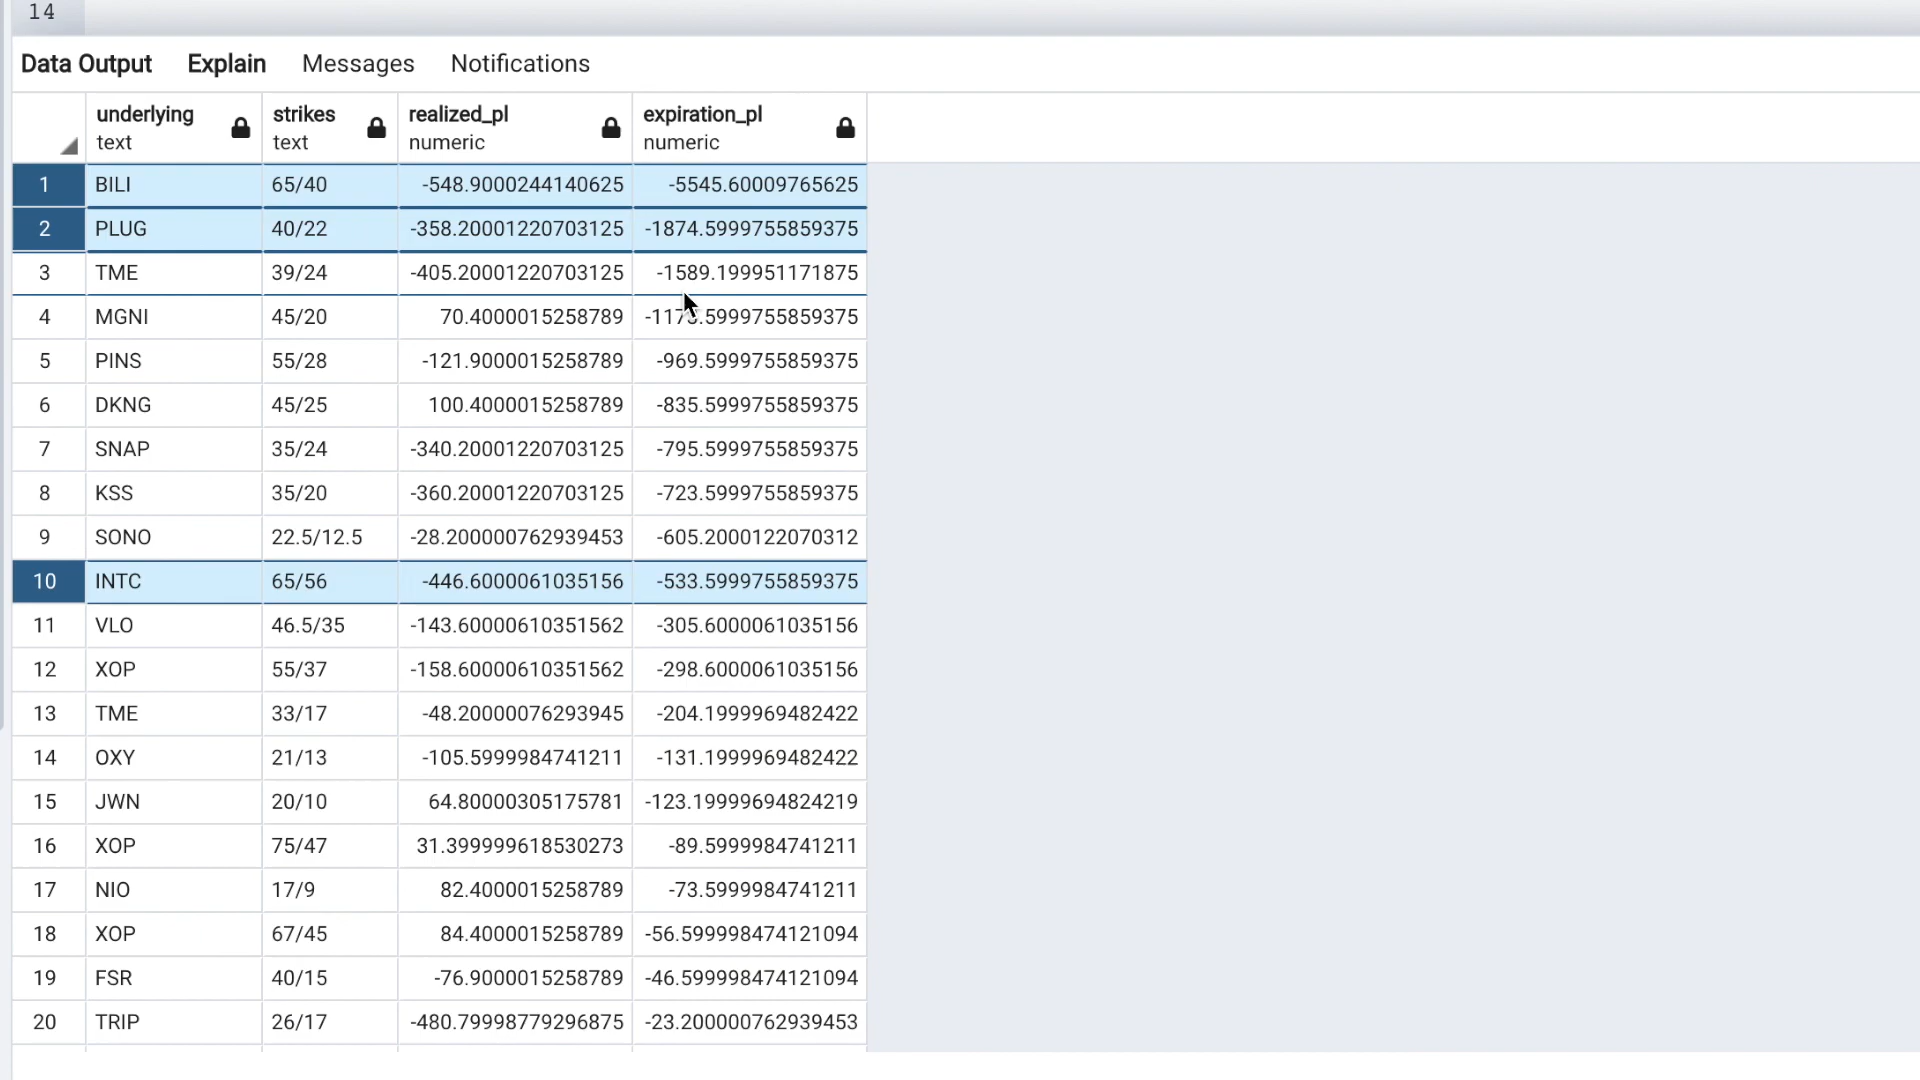 14
Data Output Explain Messages Notifications
underlying strikes realized_pl expiration_pl
text text numeric numeric
1 BILI 65/40 -548.9000244140625 -5545.60009765625
2 PLUG 40/22 -358.20001220703125 -1874.5999755859375
3 TME 39/24 -405.20001220703125 -1589.199951171875
4 MGNI 45/20 70.4000015258789
5 PINS 55/28 -121.9000015258789 -969.5999755859375
6 DKNG 45/25 100.4000015258789 -835.5999755859375
7 SNAP 35/24 -340.20001220703125 -795.5999755859375
8 KSS 35/20 -360.20001220703125 -723.5999755859375
9 SONO 22.5/12.5 -28.200000762939453 -605.2000122070312
10 INTC 65/56 -446.6000061035156 -533.5999755859375
11 VLO 46.5/35 -143.60000610351562 -305.6000061035156
12 XOP 55/37 -158.60000610351562 -298.6000061035156
13 TME 33/17 -48.20000076293945 -204.1999969482422
14 OXY 21/13 -105.5999984741211 -131.1999969482422
15 JWN 20/10 64.80000305175781 -123.19999694824219
16 XOP 75/47 31.399999618530273 -89.5999984741211
17 NIO 17/9 82.4000015258789 -73.5999984741211
18 XOP 67/45 84.4000015258789 -56.599998474121094
19 FSR 40/15 -76.9000015258789 -46.599998474121094
20 TRIP 26/17 -480.79998779296875 -23.200000762939453